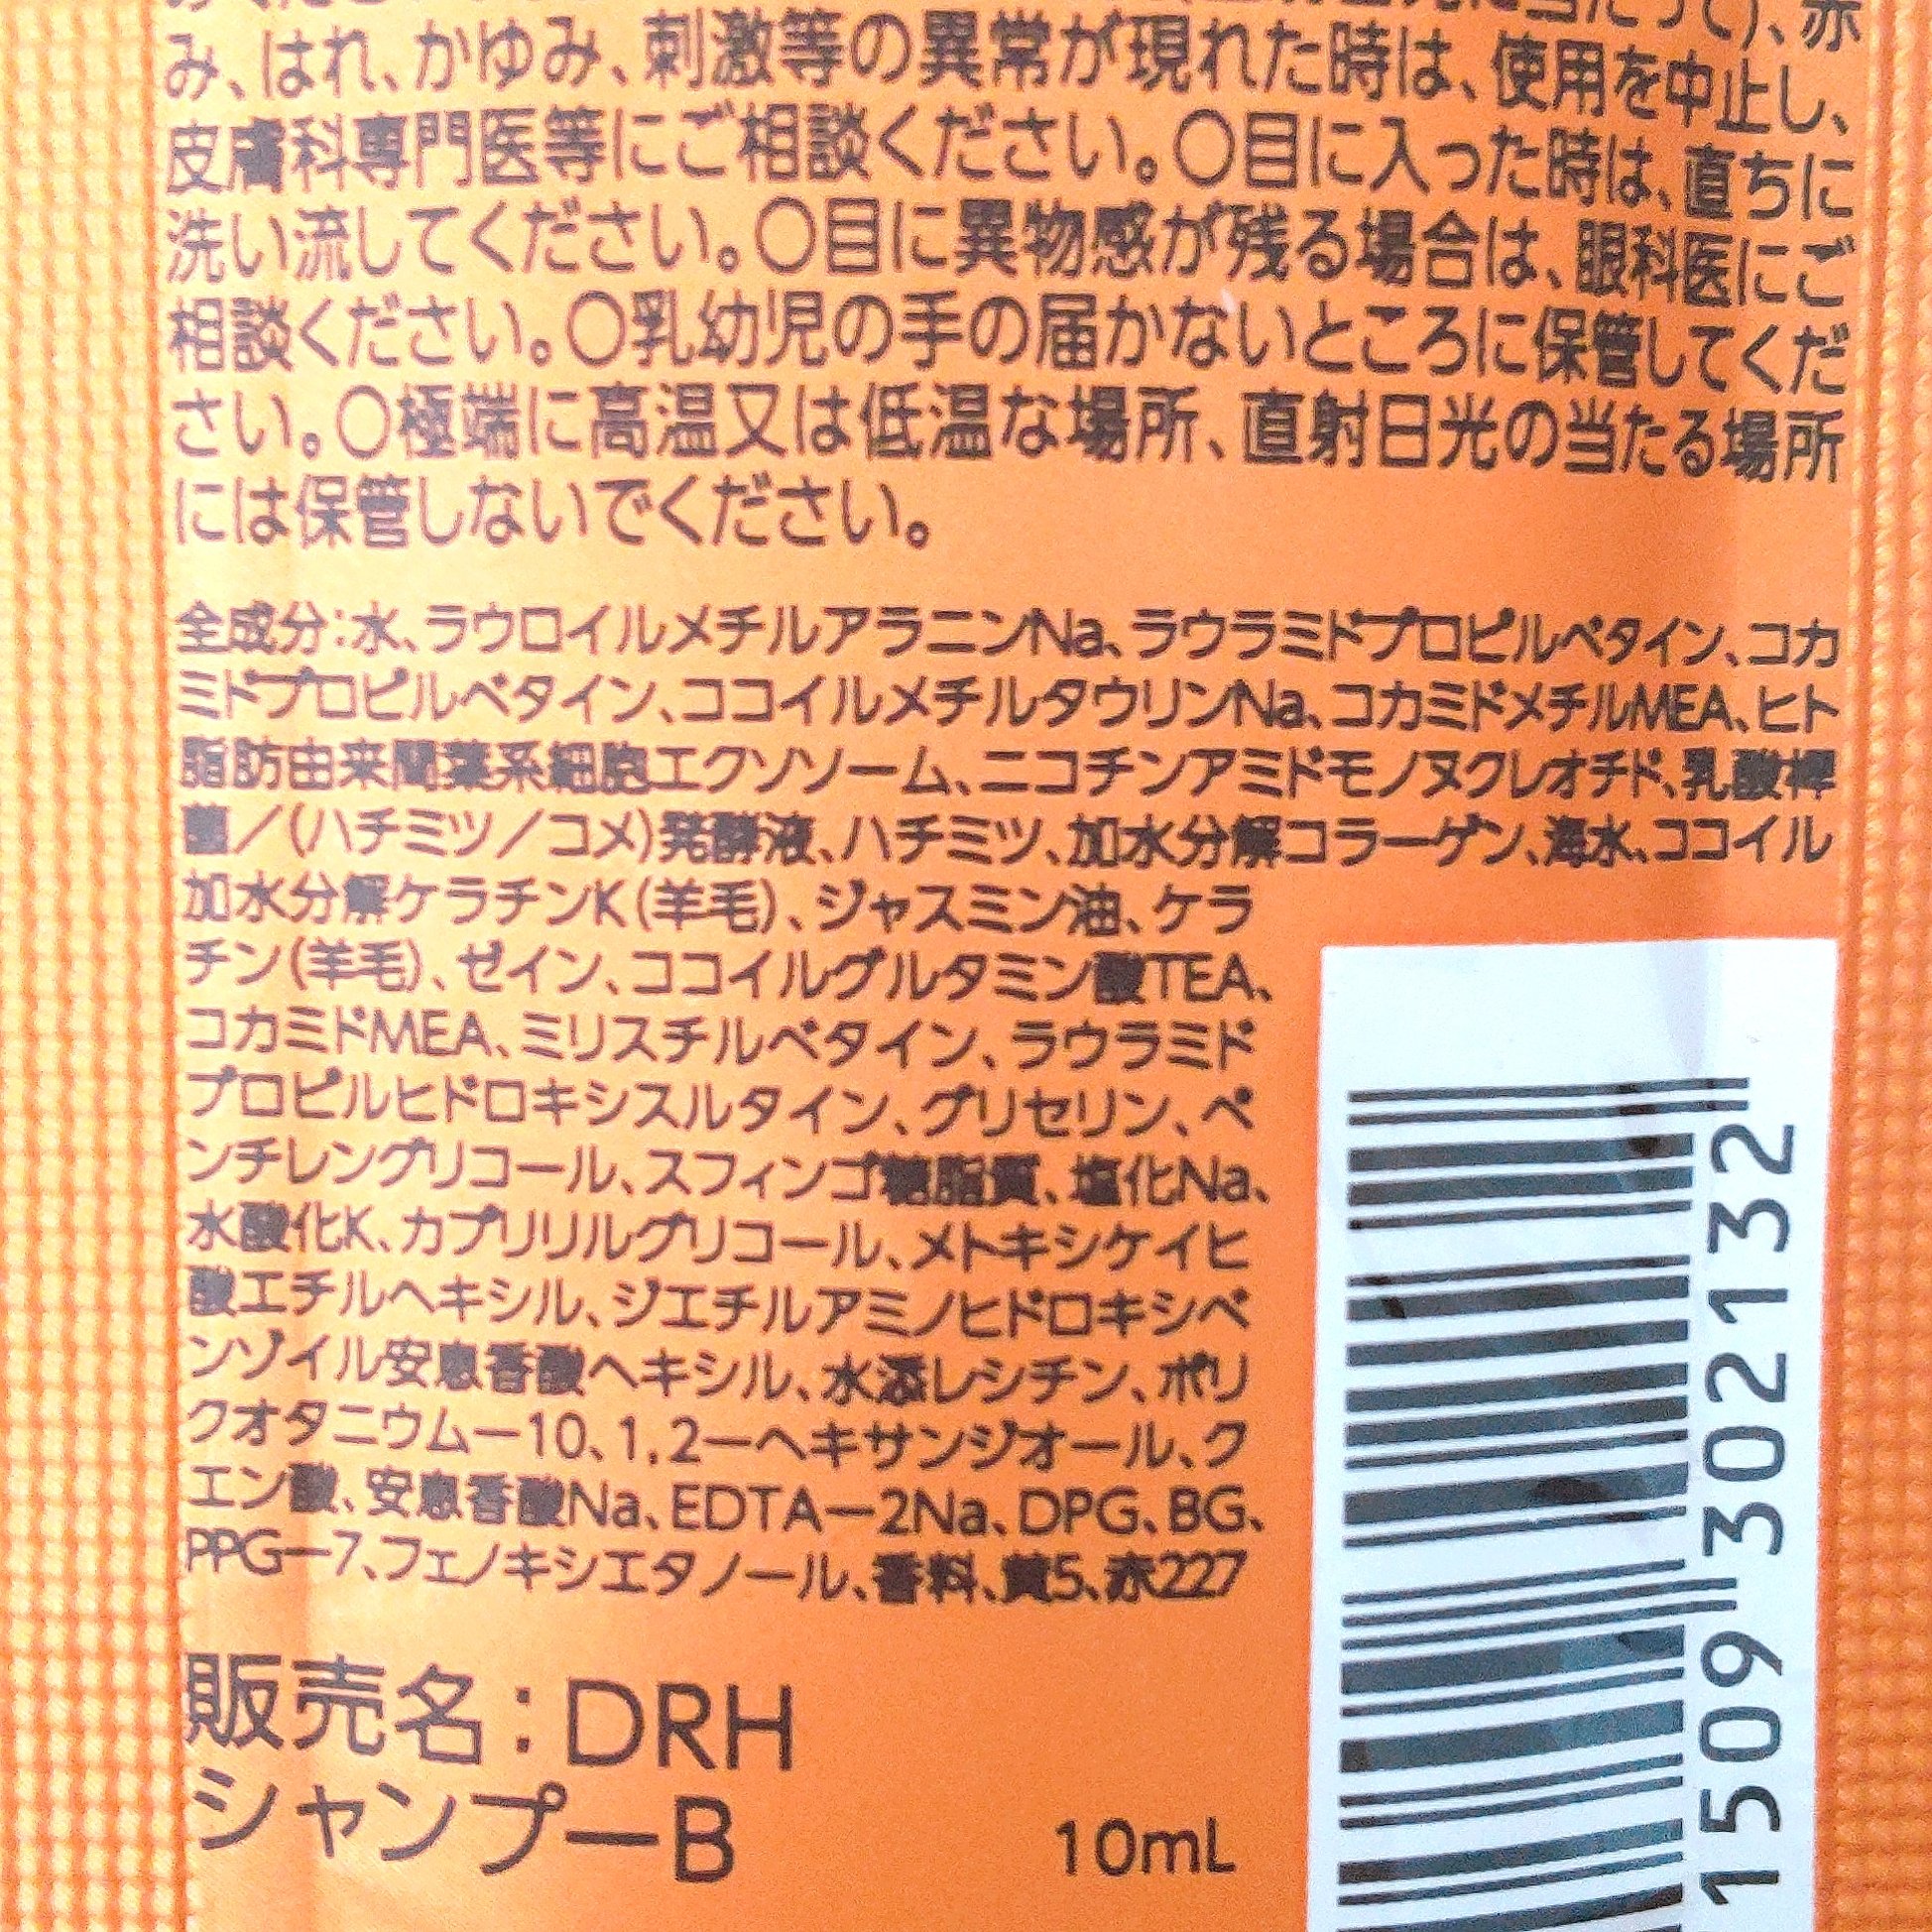 み、はれ、かゆみ、刺激等の異常が現れた時は、使用を中止し、
皮膚科専門医等にご相談ください。〇目に入った時は、直ちに
洗い流してください。〇目に異物感が残る場合は、眼科医にご
相談ください。〇乳幼児の手の届かないところに保管してくだ
さい。〇極端に高温又は低温な場所、直射日光の当たる場所
には保管しないでください。
全成分:水、ラウロイルメチルアラニンNa、ラウラミドプロピルベタイン、コカ
ミドプロピルベタイン、ココイルメチルタウリンNa、コカミドメチルMEA、ヒト
脂肪由来間葉系細胞エクソソーム、ニコチンアミドモノヌクレオチド、乳酸桿
菌/(ハチミツ/コメ)発酵液、ハチミツ、加水分解コラーゲン、海水、ココイル
加水分解ケラチンK(羊毛)、ジャスミン油、ケラ
チン(羊毛)、ゼイン、ココイルグルタミン酸TEA、
コカミドMEA、ミリスチルベタイン、ラウラミド
プロピルヒドロキシスルタイン、グリセリン、ペ
ンチレングリコール、スフィンゴ糖脂質、塩化Na、
水酸化K、カプリリルグリコール、メトキシケイヒ
酸エチルヘキシル、ジエチルアミノヒドロキシベ
ンゾイル安息香酸ヘキシル、水添レシチン、ポリ
クオタニウムー10、1,2ーヘキサンジオール、ク
エン酸、安息香酸Na、EDTAー2Na、DPG、BG、
PPGー7、フェノキシエタノール、香料、黄5、赤227
販売名:DRH
シャンプーB
10mL
1509 302132